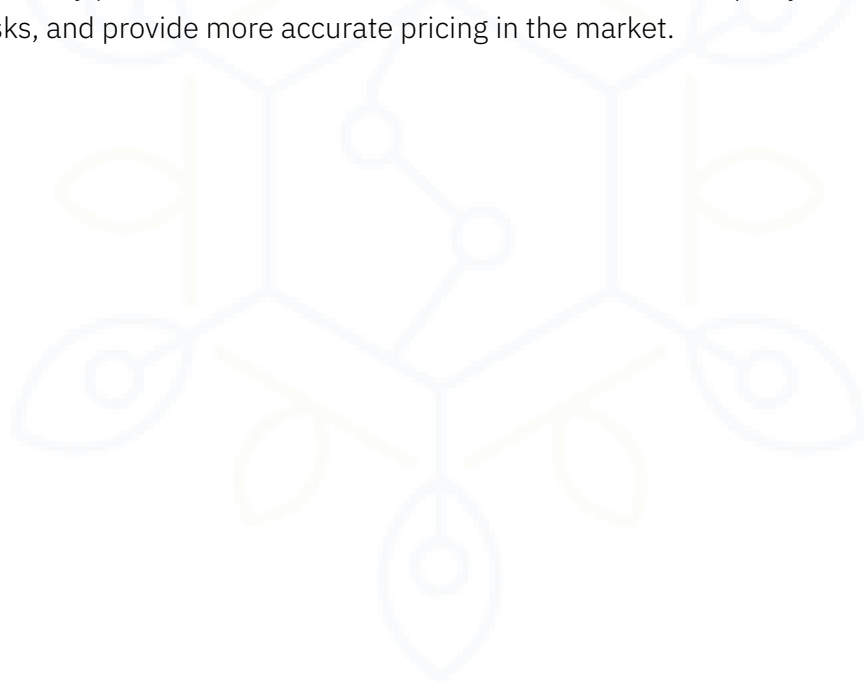 sks, and provide more accurate pricing in the market.